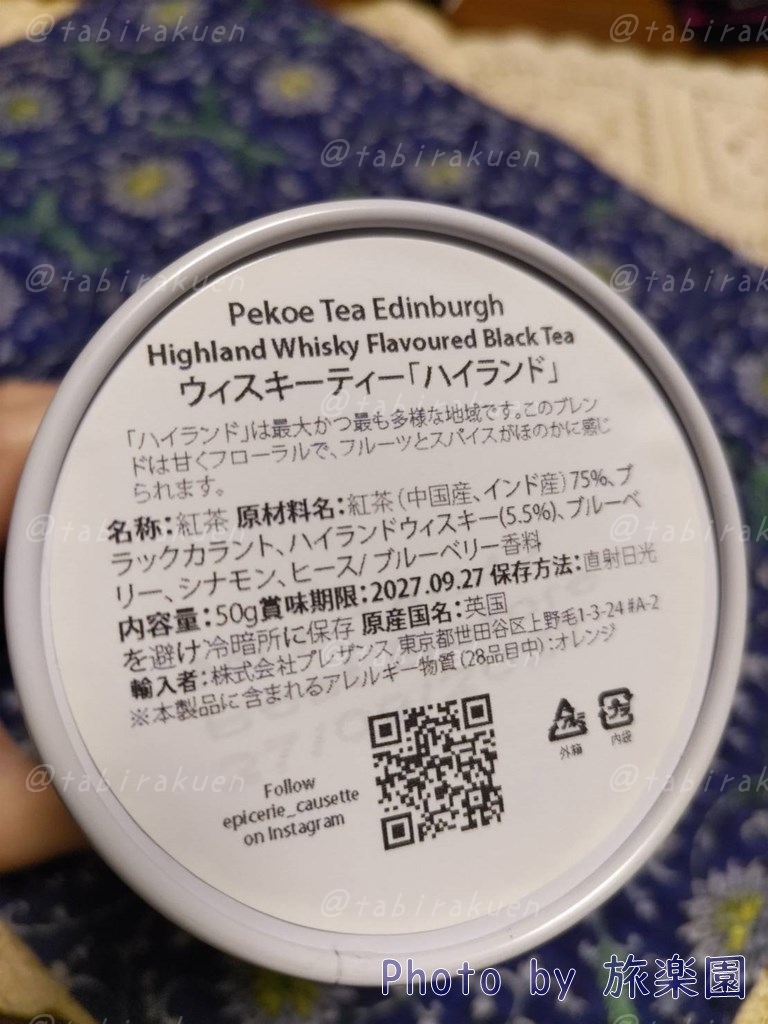 @tabirakuen
@tabirakuen
@tabirakuen
@tabirakuen
@tabirakuen
Pekoe Tea Edinburgh
Highland Whisky Flavoured Black Tea
ウィスキーティー「ハイランド」
「ハイランド」は最大かつ最も多様な地域です。このブレン
ドは甘くフローラルで、フルーツとスパイスがほのかに感じ
られます。
名称：紅茶 原材料名：紅茶（中国産、インド産）75%、ブ
ラックカラント、ハイランドウィスキー(5.5%)、ブルーベ
リー、シナモン、ヒース/ ブルーベリー香料
内容量：50g賞味期限：2027.09.27 保存方法：直射日光
を避け冷暗所に保存 原産国名：英国
輸入者：株式会社プレザンス 東京都世田谷区上野毛1-3-24 #A-2
※本製品に含まれるアレルギー物質（28品目中）：オレンジ
プラ
外箱
プラ
内袋
Follow
epicerie_causette
on Instagram
@tabirakuen
@tabirakuen
@tabirakuen
Photo by 旅楽園